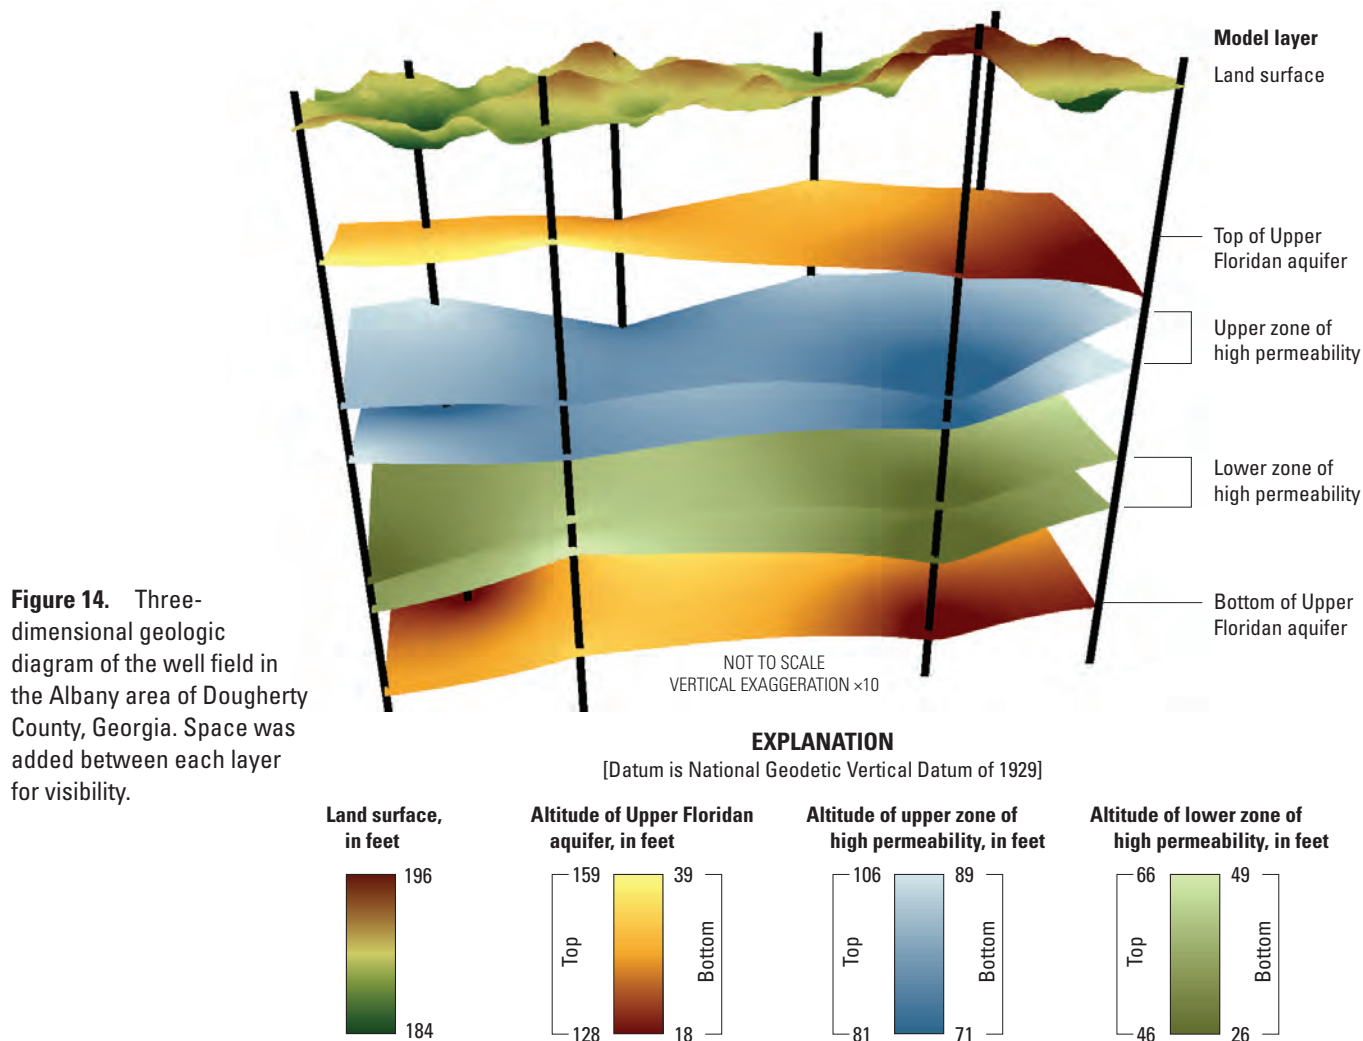 Model layer
Land surface
Top of Upper
Floridan aquifer
Upper zone of
high permeability
Lower zone of
high permeability
Bottom of Upper
Floridan aquifer
NOT TO SCALE
VERTICAL EXAGGERATION ×10
Figure 14. Three-
dimensional geologic
diagram of the well field in
the Albany area of Dougherty
County, Georgia. Space was
added between each layer
for visibility.
EXPLANATION
[Datum is National Geodetic Vertical Datum of 1929]
Land surface,
in feet
196
184
Altitude of Upper Floridan
aquifer, in feet
159 39
Top Bottom
128 18
Altitude of upper zone of
high permeability, in feet
106 89
Top Bottom
81 71
Altitude of lower zone of
high permeability, in feet
66 49
Top Bottom
46 26